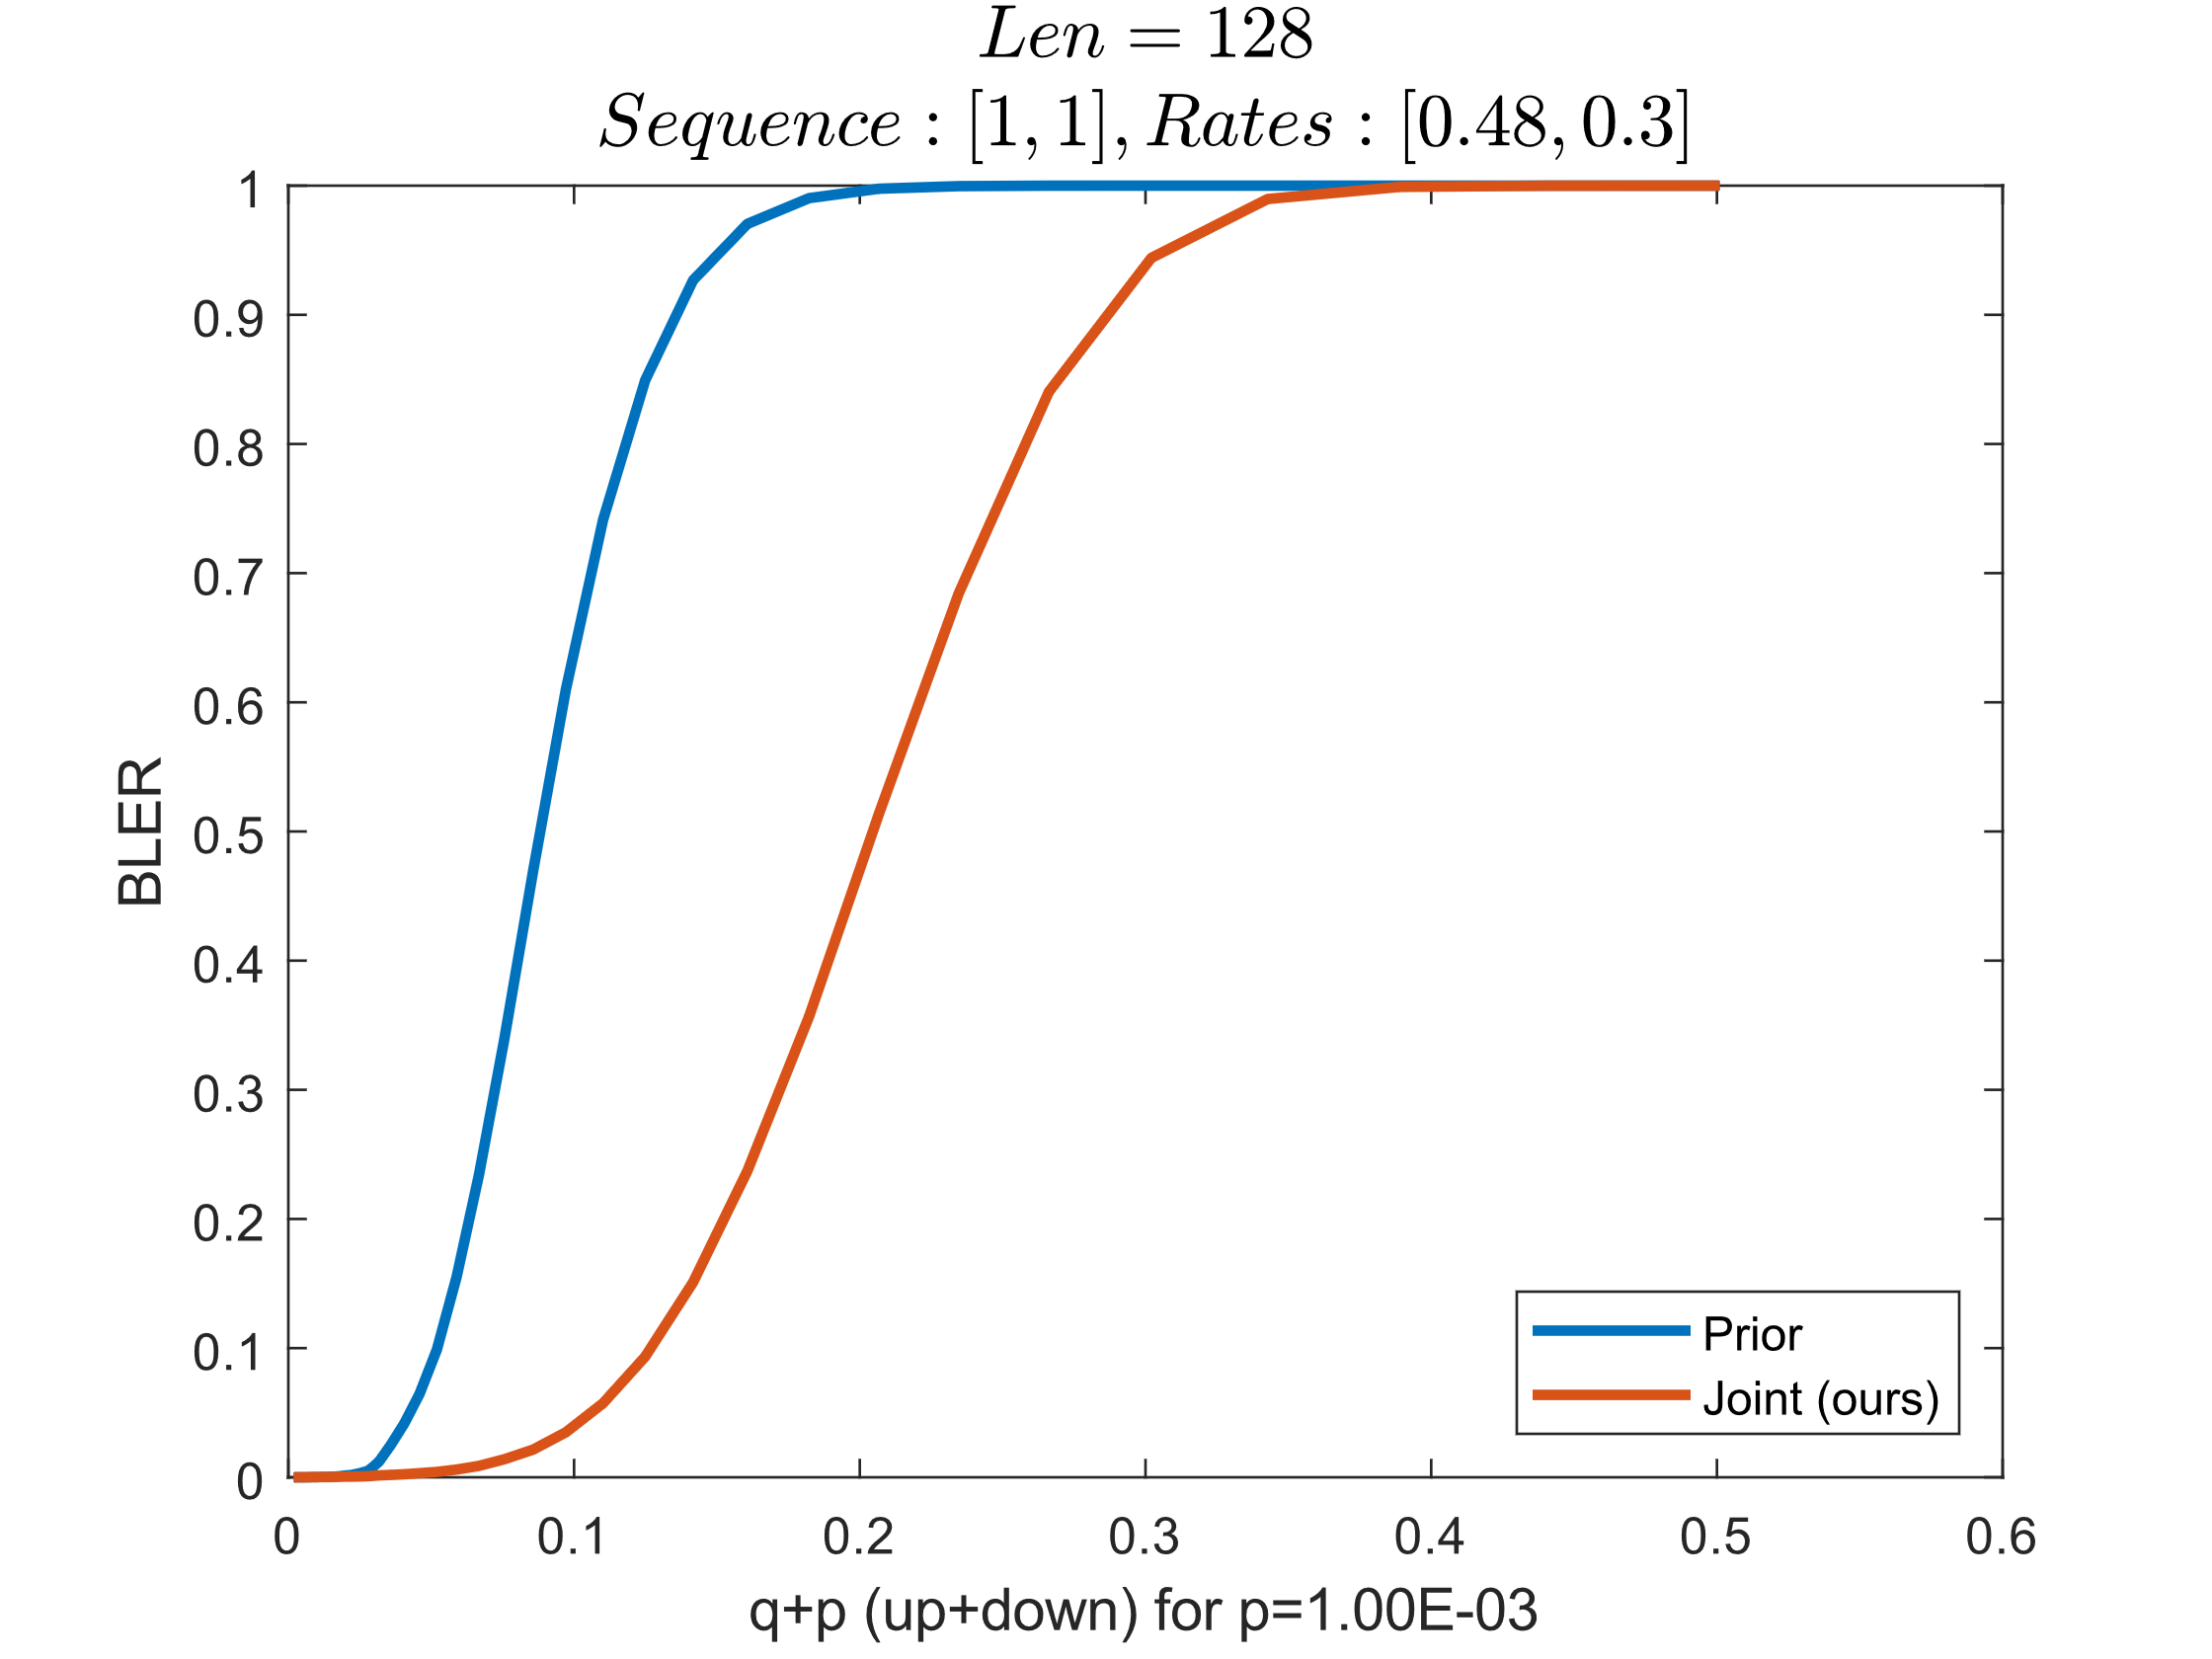 Len = 128
Sequence : [1, 1], Rates : [0.48, 0.3]
1
0.9
0.8
0.7
0.6
0.5
0.4
0.3
0.2
0.1
0
BLER
0 0.1 0.2 0.3 0.4 0.5 0.6
q+p (up+down) for p=1.00E-03
Prior
Joint (ours)